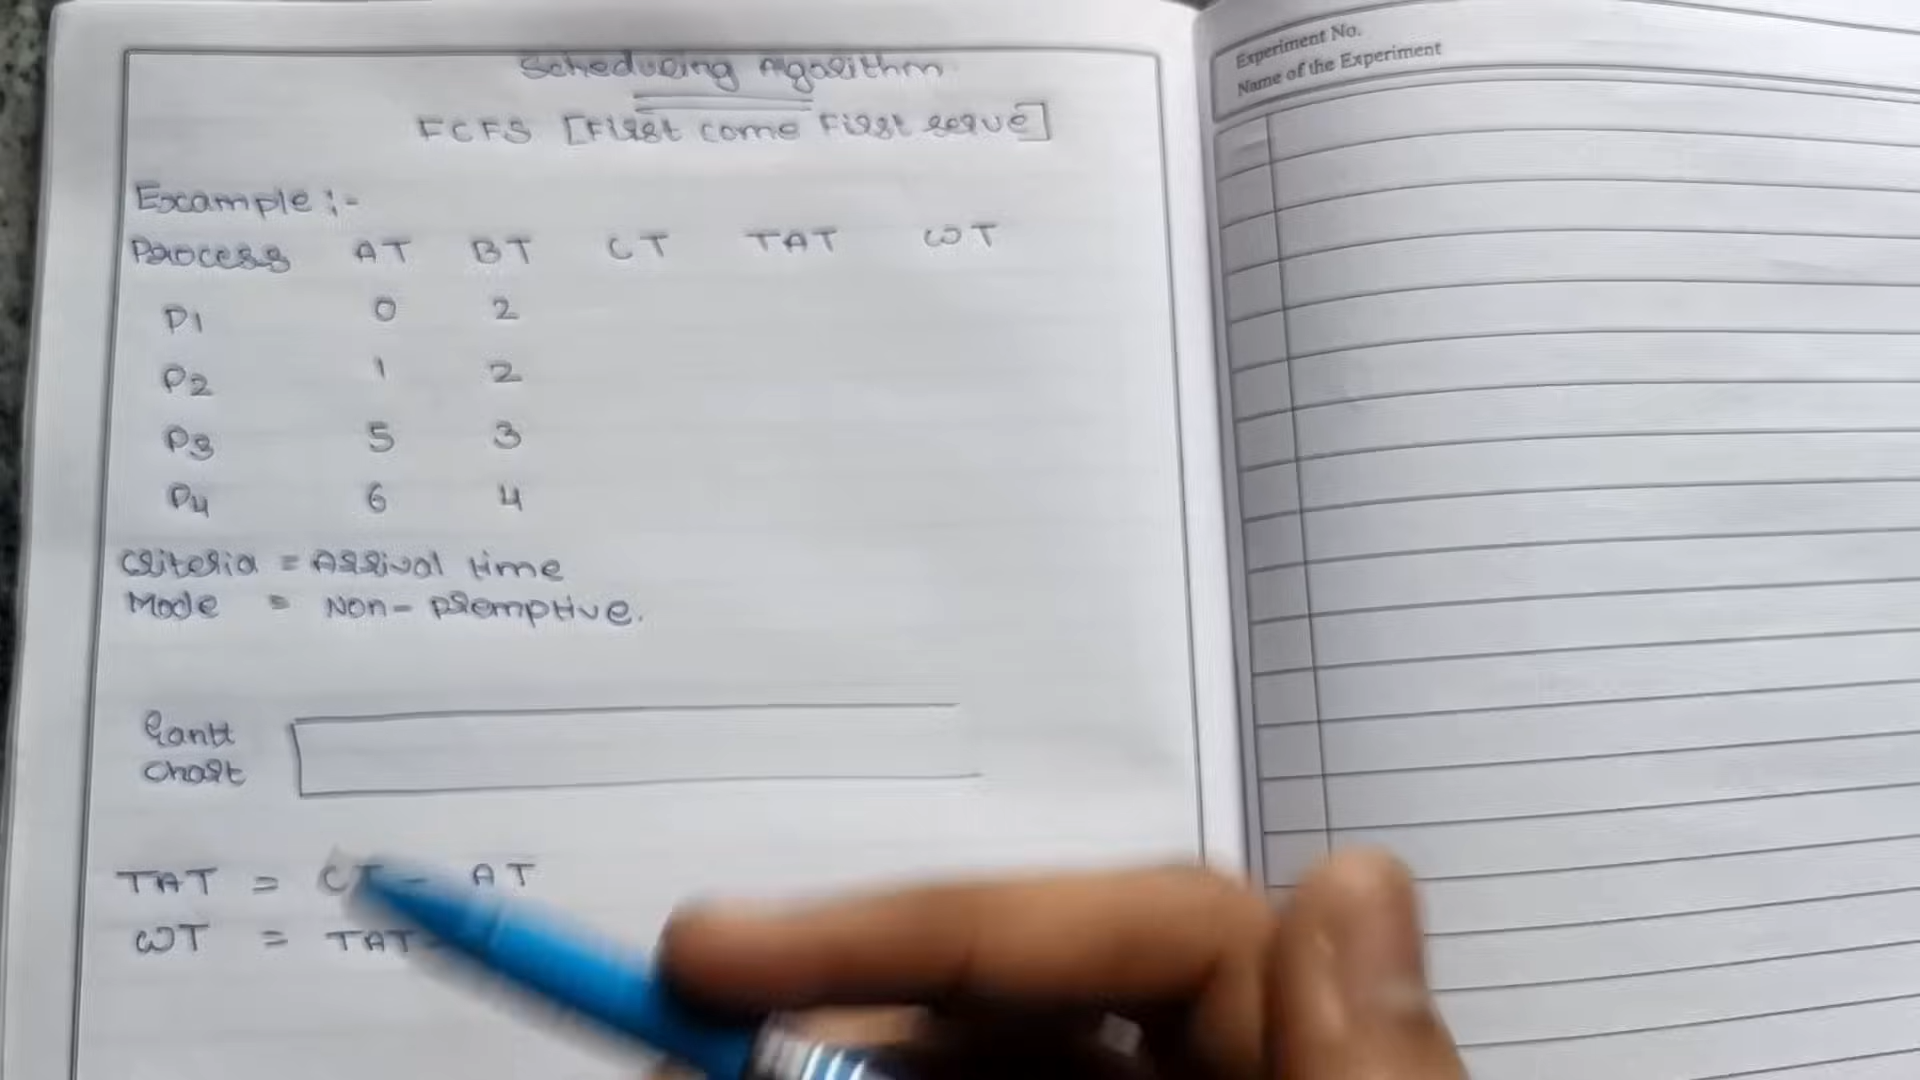 Scheduling Algorithm
FCFS [First come First serve]
Example :-
Process AT BT CT TAT WT
P1 0 2
P2 1 2
P3 5 3
P4 6 4
Criteria = Arrival time
Mode = Non-premptive.
Gantt
Chart
TAT = CT - AT
WT = TAT -
Experiment No.
Name of the Experiment